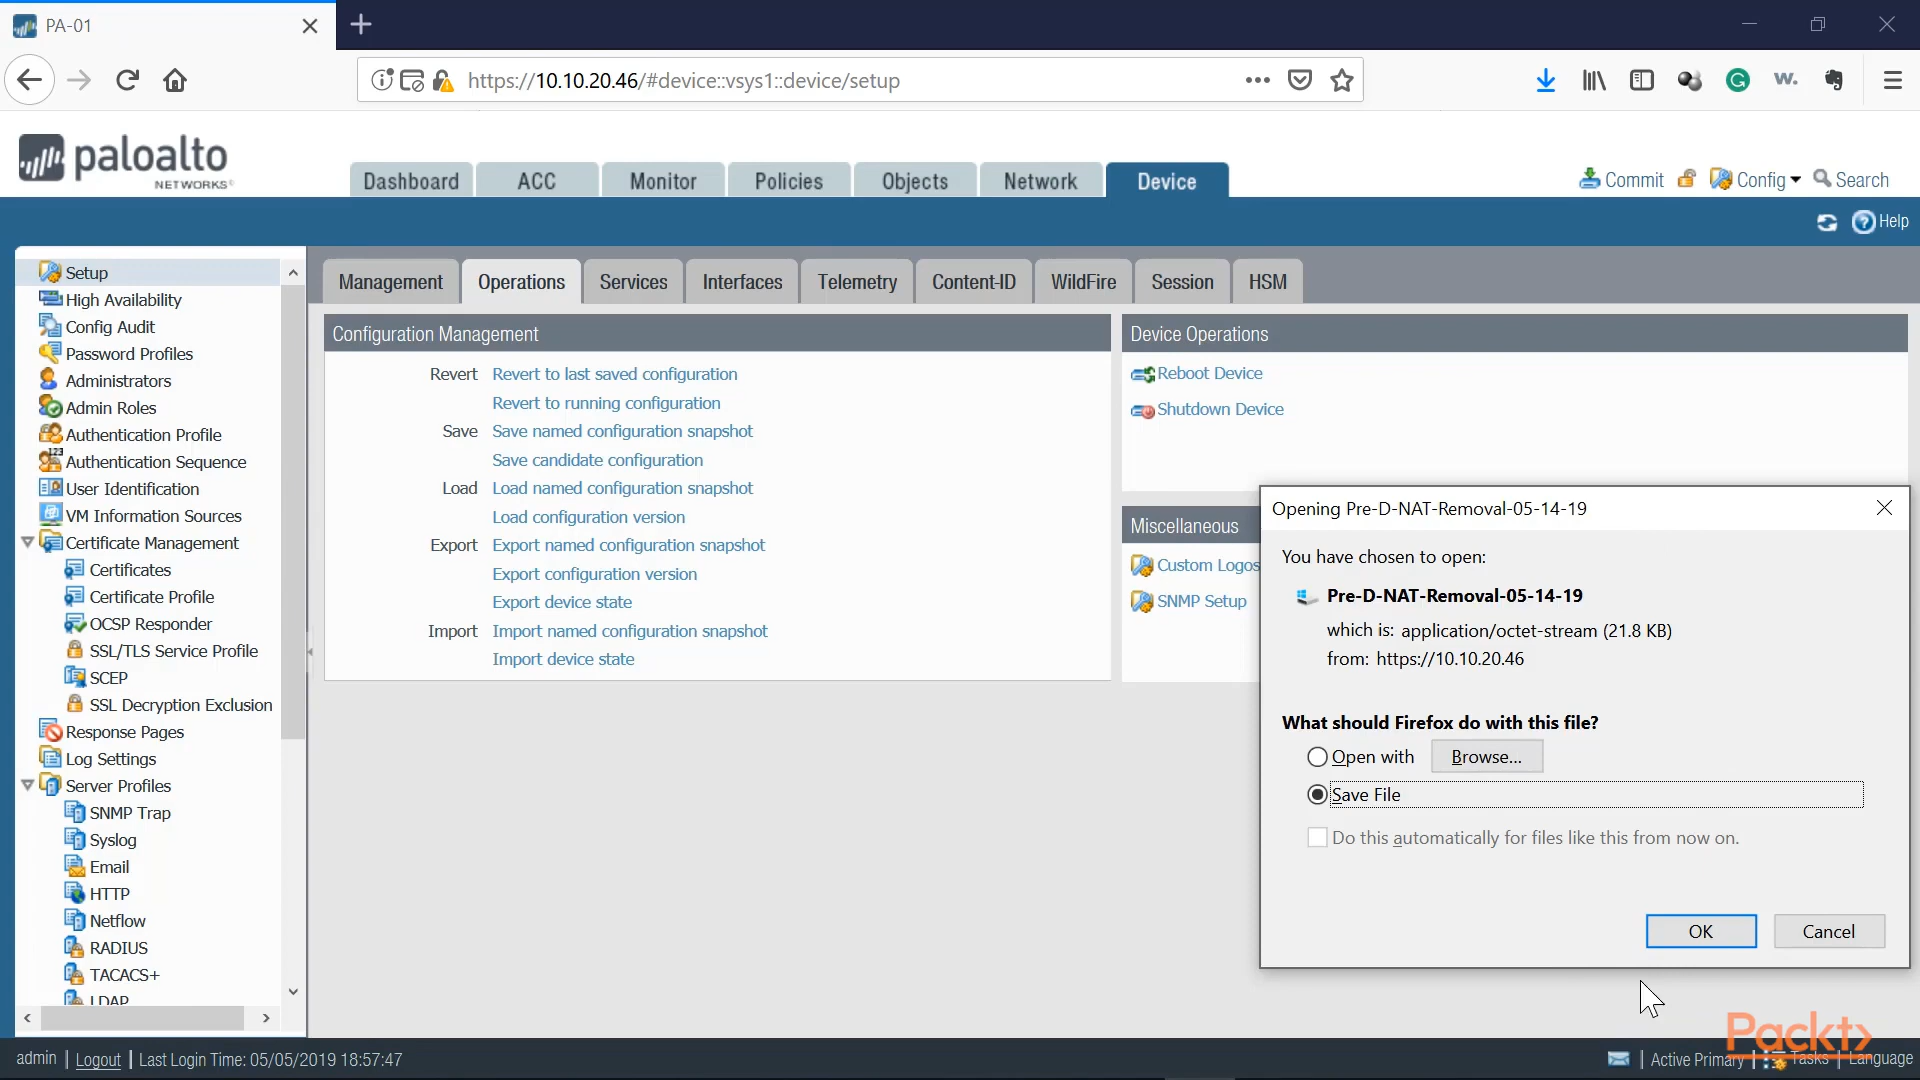 PA-01
https://10.10.20.46/#device::vsys1::device/setup
paloalto
NETWORKS
Dashboard
ACC
Monitor
Policies
Objects
Network
Device
Commit
Config
Search
Help
Setup
High Availability
Config Audit
Password Profiles
Administrators
Admin Roles
Authentication Profile
Authentication Sequence
User Identification
VM Information Sources
Certificate Management
Certificates
Certificate Profile
OCSP Responder
SSL/TLS Service Profile
SCEP
SSL Decryption Exclusion
Response Pages
Log Settings
Server Profiles
SNMP Trap
Syslog
Email
HTTP
Netflow
RADIUS
TACACS+
LDAP
Management
Operations
Services
Interfaces
Telemetry
Content-ID
WildFire
Session
HSM
Configuration Management
Revert Revert to last saved configuration
Revert to running configuration
Save Save named configuration snapshot
Save candidate configuration
Load Load named configuration snapshot
Load configuration version
Export Export named configuration snapshot
Export configuration version
Export device state
Import Import named configuration snapshot
Import device state
Device Operations
Reboot Device
Shutdown Device
Miscellaneous
Custom Logos
SNMP Setup
Opening Pre-D-NAT-Removal-05-14-19
You have chosen to open:
Pre-D-NAT-Removal-05-14-19
which is: application/octet-stream (21.8 KB)
from: https://10.10.20.46
What should Firefox do with this file?
Open with
Browse...
Save File
Do this automatically for files like this from now on.
OK
Cancel
Packt>
admin | Logout | Last Login Time: 05/05/2019 18:57:47
| Active Primary | Tasks | Language